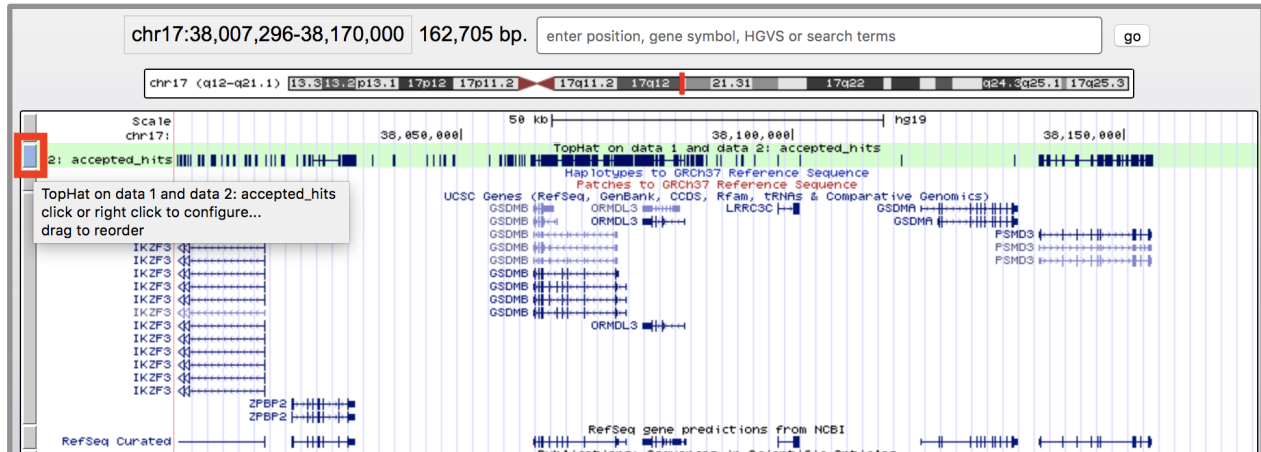 chr17:38,007,296-38,170,000 162,705 bp. enter position, gene symbol, HGVS or search terms go
chr17 (q12-q21.1) 13.3 13.2 p13.1 17p12 17p11.2 17q11.2 17q12 21.31 17q22 q24.3 q25.1 17q25.3
Scale 50 kb hg19
chr17: 38,050,000 38,100,000 38,150,000
TopHat on data 1 and data 2: accepted_hits
2: accepted_hits
Haplotypes to GRCh37 Reference Sequence
Patches to GRCh37 Reference Sequence
TopHat on data 1 and data 2: accepted_hits
click or right click to configure...
drag to reorder
UCSC Genes (RefSeq, GenBank, CCDS, Rfam, tRNAs & Comparative Genomics)
GSDMB ORMDL3 LRRC3C GSDMA
GSDMB ORMDL3 GSDMA
GSDMB PSMD3
IKZF3 GSDMB PSMD3
IKZF3 GSDMB PSMD3
IKZF3 GSDMB
IKZF3 GSDMB
IKZF3 GSDMB
IKZF3 GSDMB
IKZF3 ORMDL3
IKZF3
IKZF3
IKZF3
IKZF3
IKZF3
ZPBP2
ZPBP2
RefSeq gene predictions from NCBI
RefSeq Curated